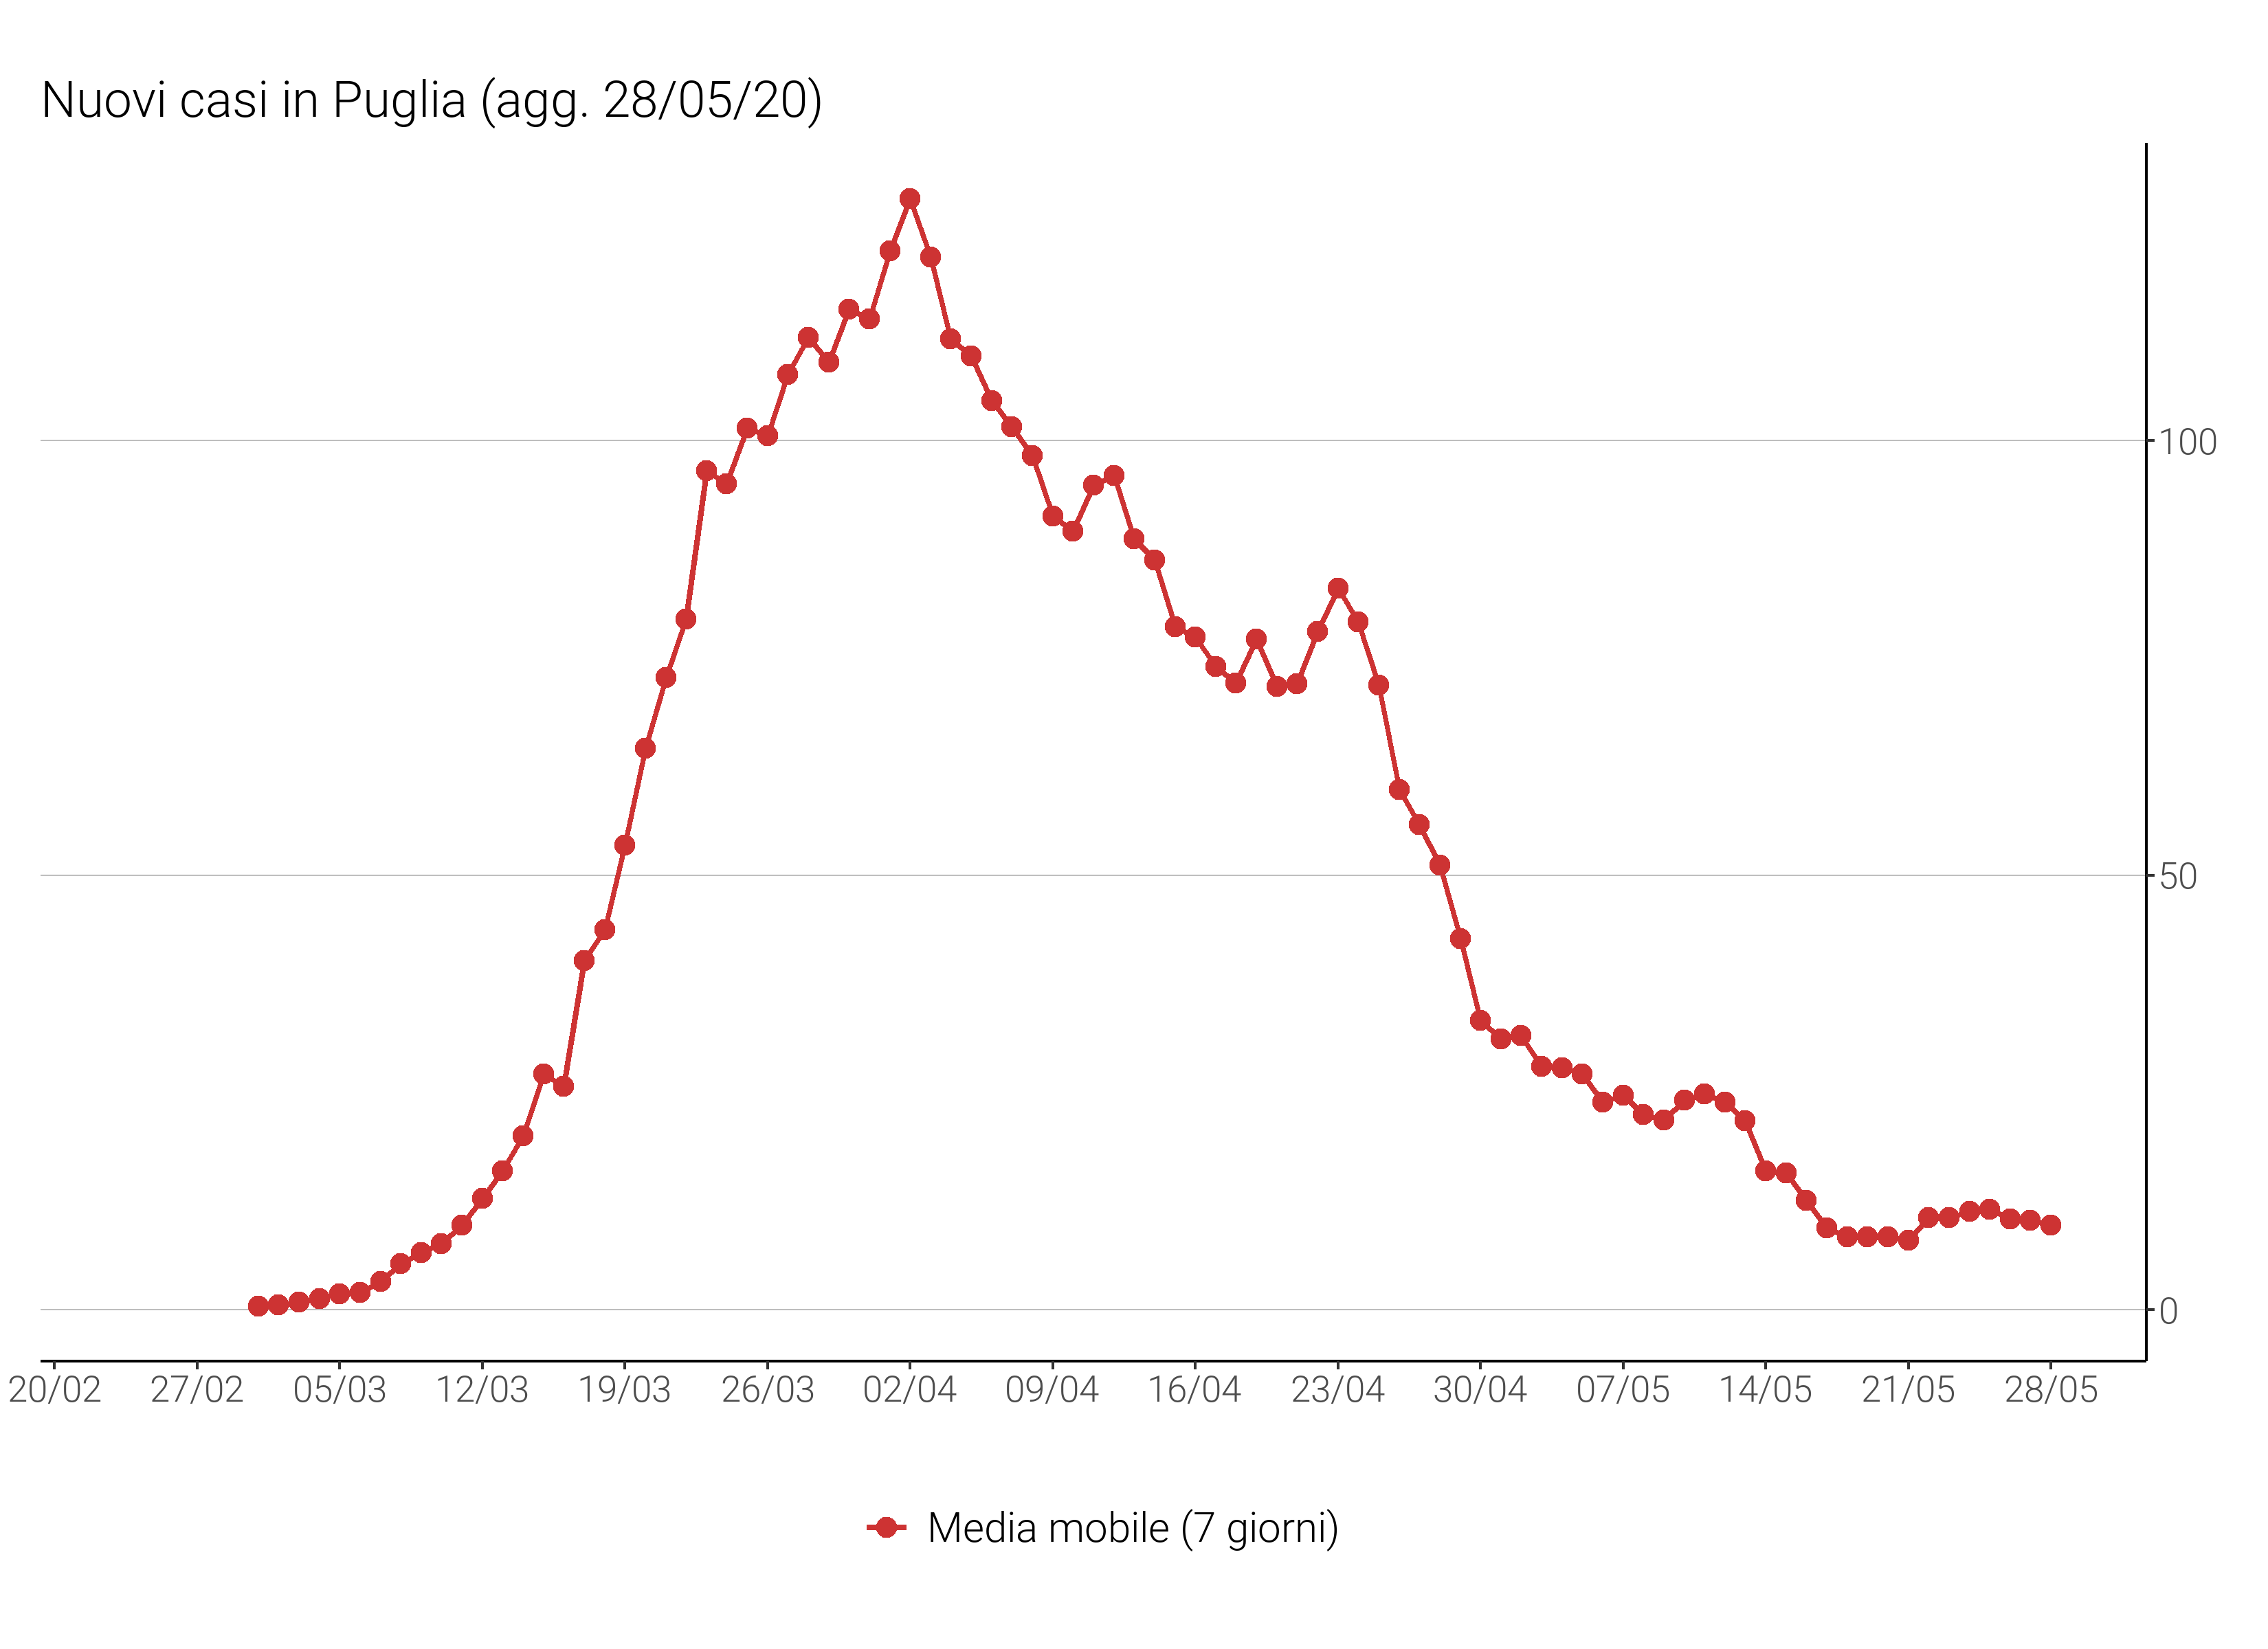 Nuovi casi in Puglia (agg. 28/05/20)
100
50
0
20/02 27/02 05/03 12/03 19/03 26/03 02/04 09/04 16/04 23/04 30/04 07/05 14/05 21/05 28/05
Media mobile (7 giorni)